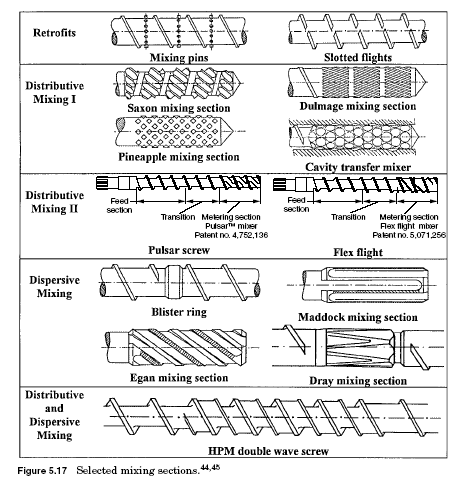 Retrofits
Mixing pins
Slotted flights
Distributive
Mixing I
Saxon mixing section
Dulmage mixing section
Pineapple mixing section
Cavity transfer mixer
Distributive
Mixing II
Feed
section
Transition
Metering section
Pulsar™ mixer
Patent no. 4,752,136
Feed
section
Transition
Metering section
Flex flight mixer
Patent no. 5,071,256
Pulsar screw
Flex flight
Dispersive
Mixing
Blister ring
Maddock mixing section
Egan mixing section
Dray mixing section
Distributive
and
Dispersive
Mixing
HPM double wave screw
Figure 5.17 Selected mixing sections.44,45